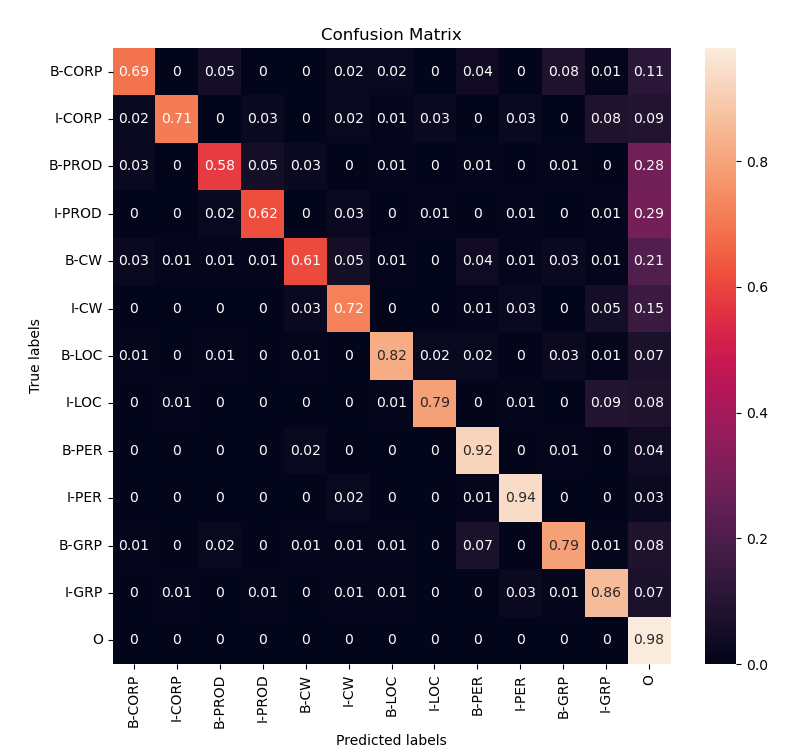 Confusion Matrix
B-CORP 0.69 0 0.05 0 0 0.02 0.02 0 0.04 0 0.08 0.01 0.11
I-CORP 0.02 0.71 0 0.03 0 0.02 0.01 0.03 0 0.03 0 0.08 0.09
B-PROD 0.03 0 0.58 0.05 0.03 0 0.01 0 0.01 0 0.01 0 0.28
I-PROD 0 0 0.02 0.62 0 0.03 0 0.01 0 0.01 0 0.01 0.29
B-CW 0.03 0.01 0.01 0.01 0.61 0.05 0.01 0 0.04 0.01 0.03 0.01 0.21
I-CW 0 0 0 0 0.03 0.72 0 0 0.01 0.03 0 0.05 0.15
B-LOC 0.01 0 0.01 0 0.01 0 0.82 0.02 0.02 0 0.03 0.01 0.07
I-LOC 0 0.01 0 0 0 0 0.01 0.79 0 0.01 0 0.09 0.08
B-PER 0 0 0 0 0.02 0 0 0 0.92 0 0.01 0 0.04
I-PER 0 0 0 0 0 0.02 0 0 0.01 0.94 0 0 0.03
B-GRP 0.01 0 0.02 0 0.01 0.01 0.01 0 0.07 0 0.79 0.01 0.08
I-GRP 0 0.01 0 0.01 0 0.01 0.01 0 0 0.03 0.01 0.86 0.07
O 0 0 0 0 0 0 0 0 0 0 0 0 0.98
B-CORP I-CORP B-PROD I-PROD B-CW I-CW B-LOC I-LOC B-PER I-PER B-GRP I-GRP O
Predicted labels
True labels
0.8
0.6
0.4
0.2
0.0